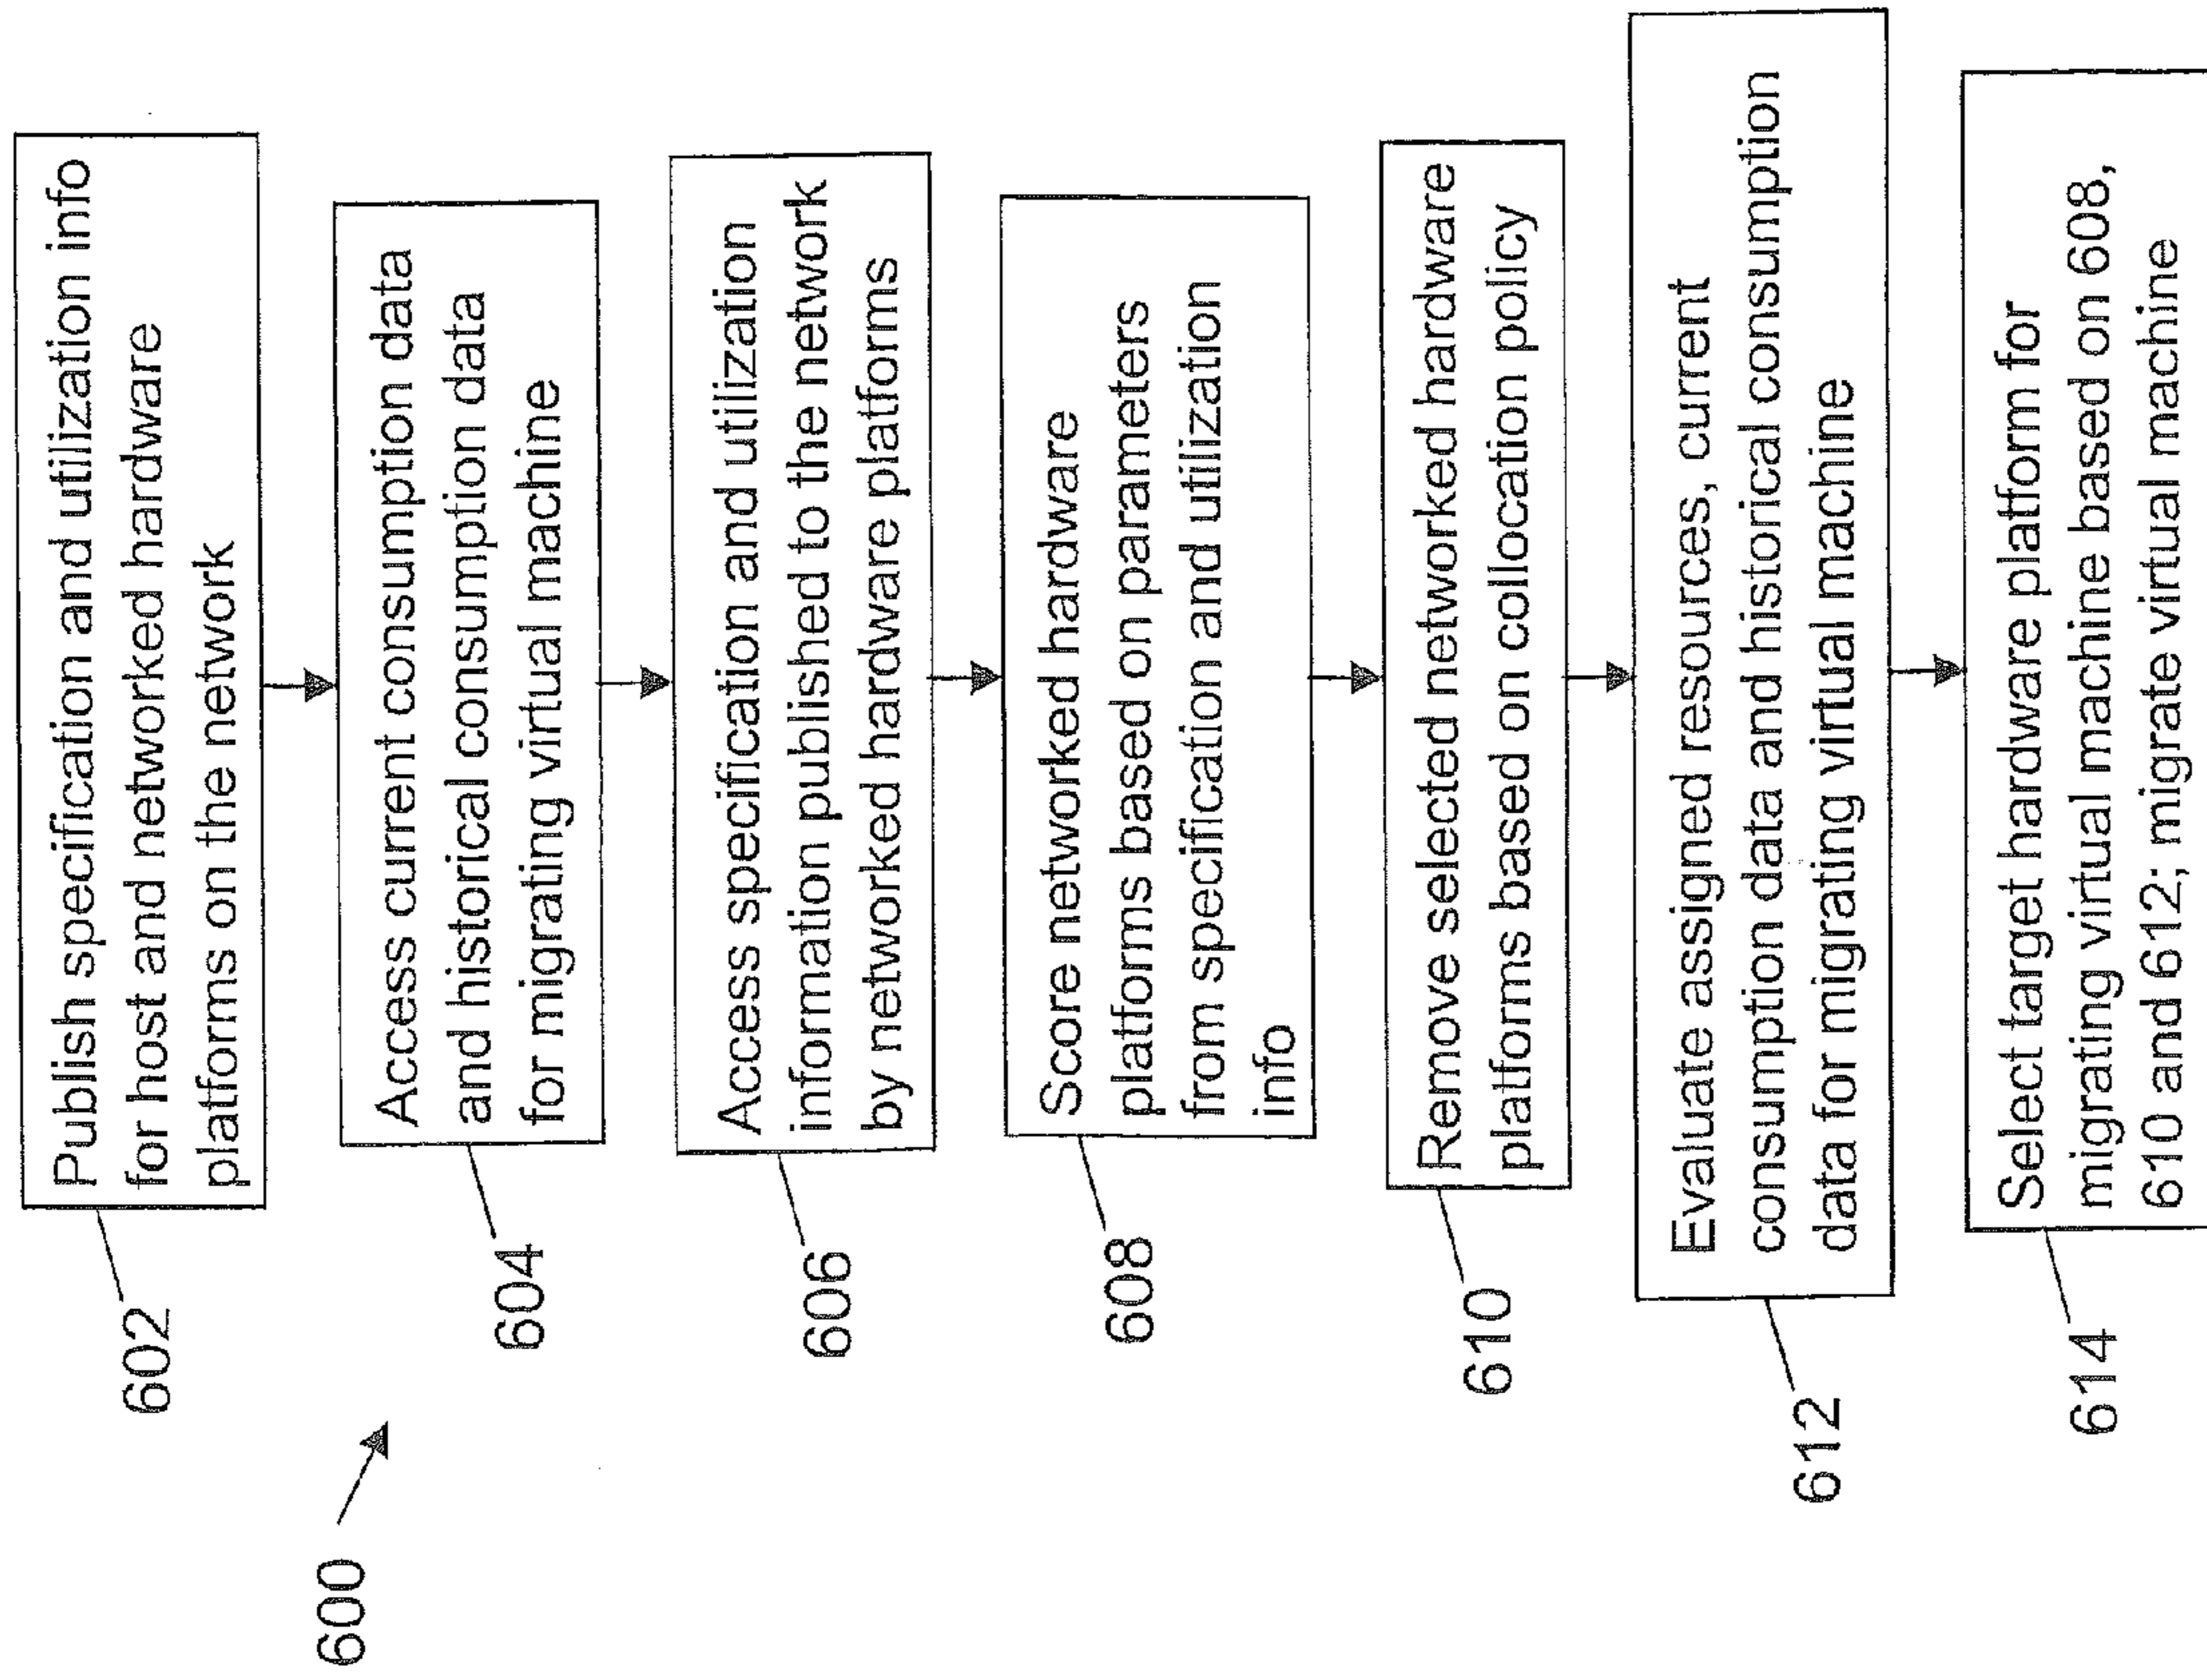 600
602
Publish specification and utilization info
for host and networked hardware
platforms on the network
604
Access current consumption data
and historical consumption data
for migrating virtual machine
606
Access specification and utilization
information published to the network
by networked hardware platforms
608
Score networked hardware
platforms based on parameters
from specification and utilization
info
610
Remove selected networked hardware
platforms based on collocation policy
612
Evaluate assigned resources, current
consumption data and historical consumption
data for migrating virtual machine
614
Select target hardware platform for
migrating virtual machine based on 608,
610 and 612; migrate virtual machine